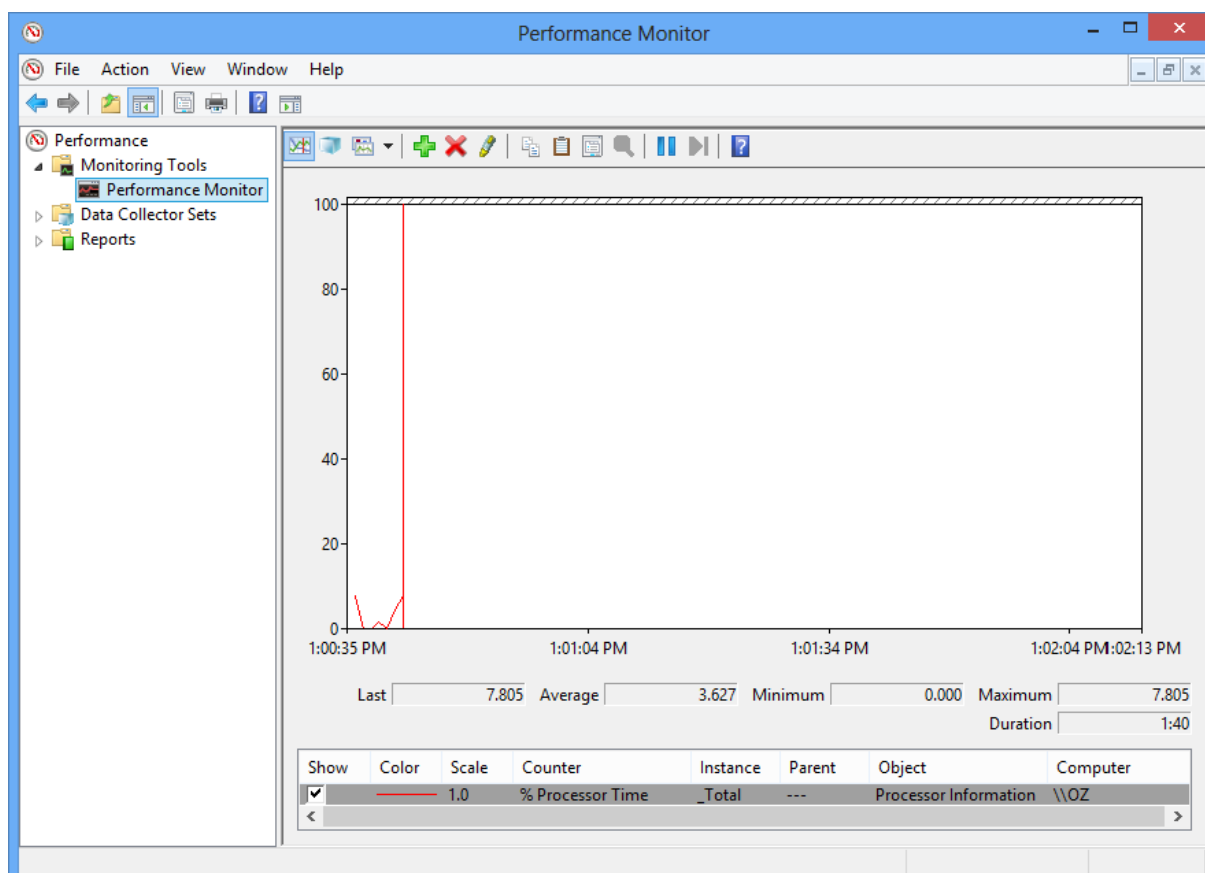 Performance Monitor
File Action View Window Help
Performance
Monitoring Tools
Performance Monitor
Data Collector Sets
Reports
100
80
60
40
20
0
1:00:35 PM 1:01:04 PM 1:01:34 PM 1:02:04 PM 1:02:13 PM
Last 7.805 Average 3.627 Minimum 0.000 Maximum 7.805
Duration 1:40
Show Color Scale Counter Instance Parent Object Computer
1.0 % Processor Time _Total --- Processor Information \\OZ